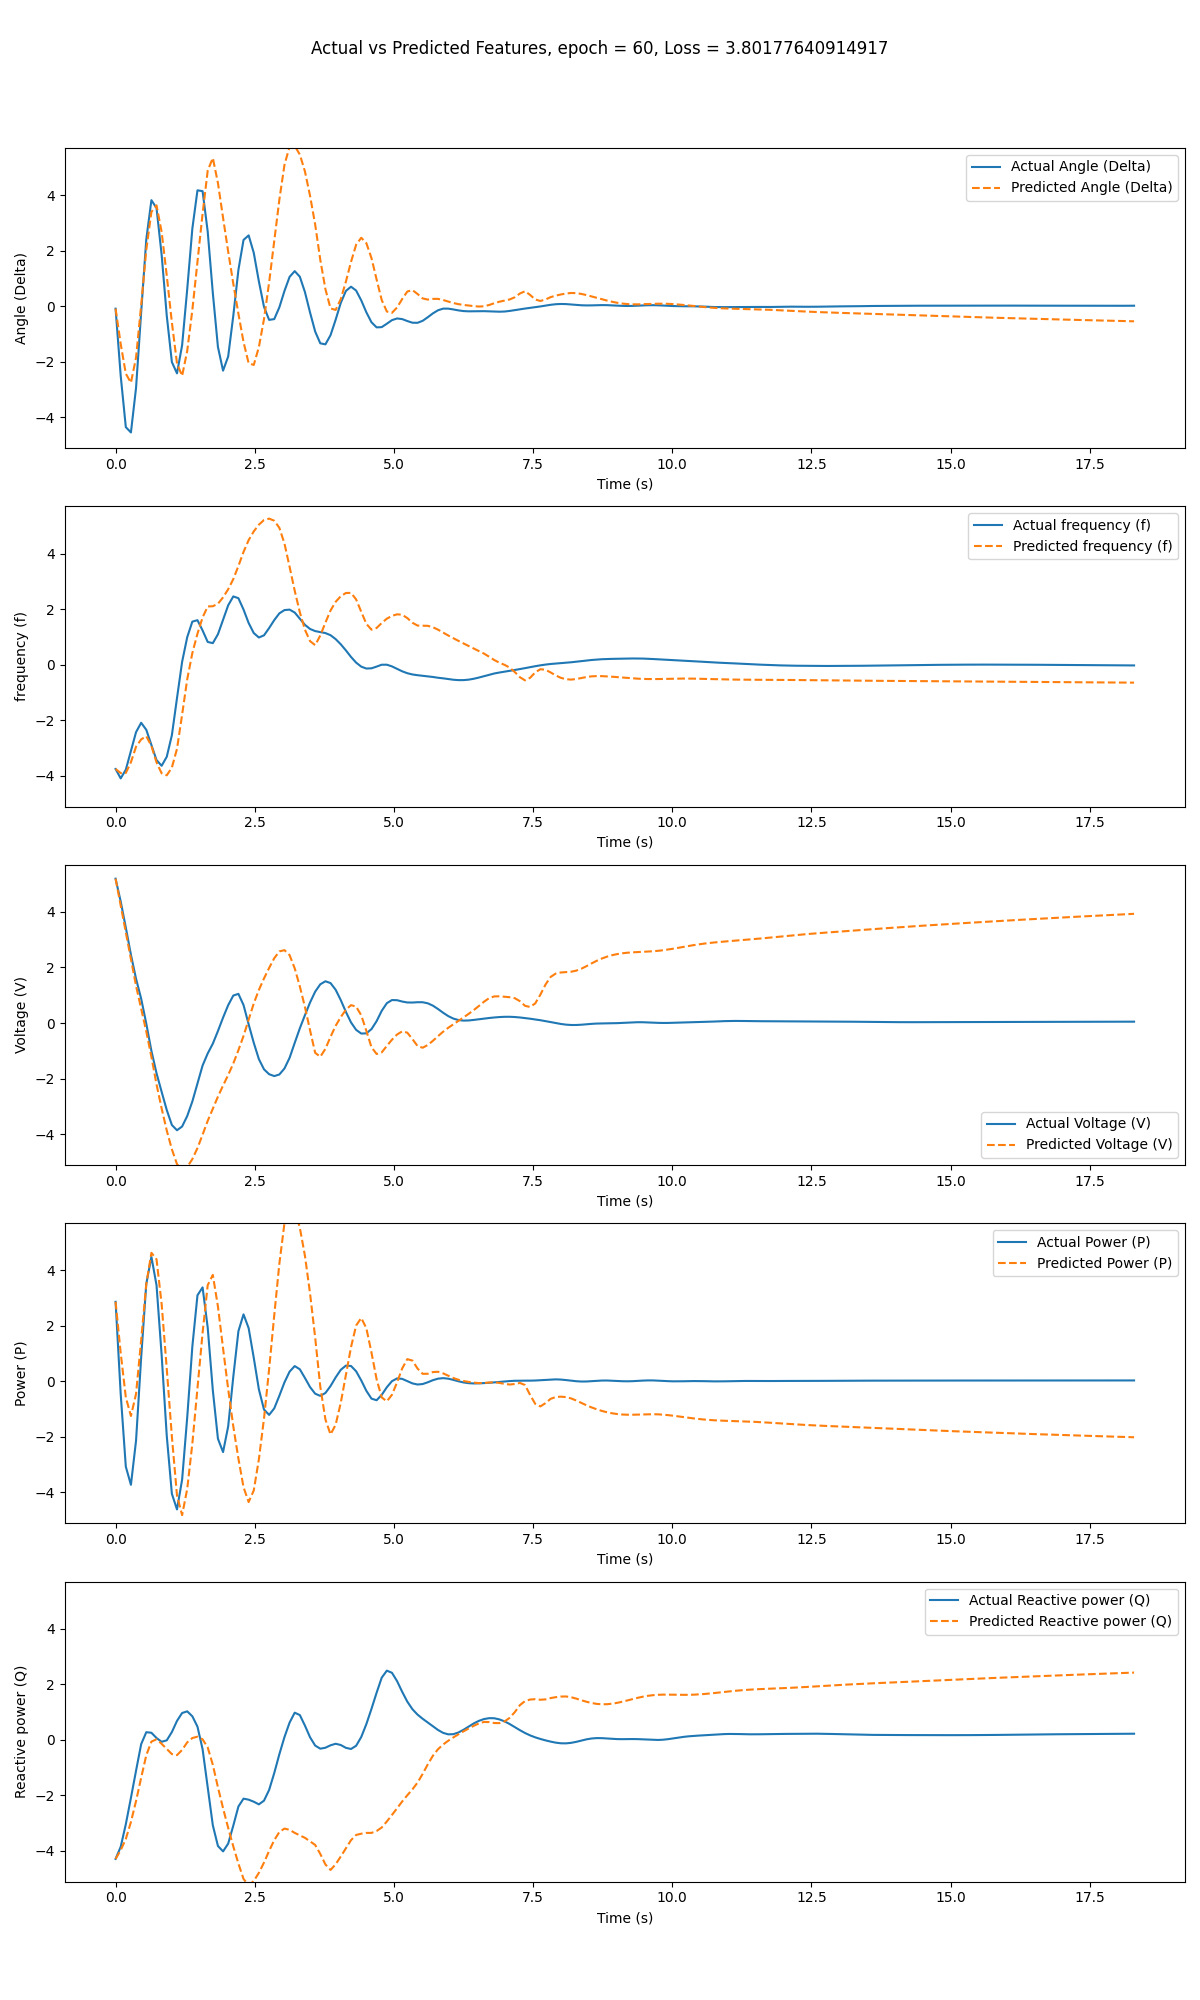 Actual vs Predicted Features, epoch = 60, Loss = 3.80177640914917
Actual Angle (Delta)
Predicted Angle (Delta)
Angle (Delta)
4
2
0
−2
−4
0.0 2.5 5.0 7.5 10.0 12.5 15.0 17.5
Time (s)
Actual frequency (f)
Predicted frequency (f)
frequency (f)
4
2
0
−2
−4
0.0 2.5 5.0 7.5 10.0 12.5 15.0 17.5
Time (s)
Voltage (V)
4
2
0
−2
−4
Actual Voltage (V)
Predicted Voltage (V)
0.0 2.5 5.0 7.5 10.0 12.5 15.0 17.5
Time (s)
Actual Power (P)
Predicted Power (P)
Power (P)
4
2
0
−2
−4
0.0 2.5 5.0 7.5 10.0 12.5 15.0 17.5
Time (s)
Actual Reactive power (Q)
Predicted Reactive power (Q)
Reactive power (Q)
4
2
0
−2
−4
0.0 2.5 5.0 7.5 10.0 12.5 15.0 17.5
Time (s)